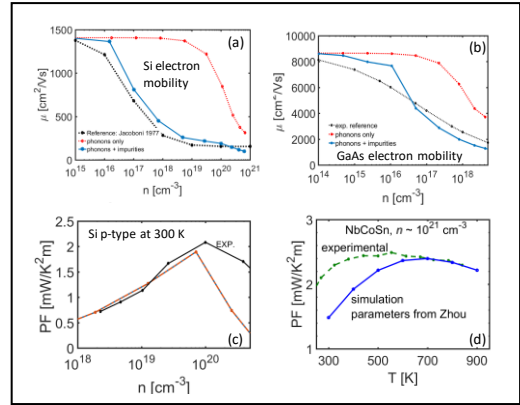 1500
1000
500
0
μ [cm²/Vs]
Si electron
mobility
(a)
Reference: Jacoboni 1977
phonons only
phonons + impurities
10¹⁵ 10¹⁶ 10¹⁷ 10¹⁸ 10¹⁹ 10²⁰ 10²¹
n [cm⁻³]
10000
8000
6000
4000
2000
0
μ [cm²/Vs]
(b)
exp. reference
phonons only
phonons + impurities
GaAs electron mobility
10¹⁴ 10¹⁵ 10¹⁶ 10¹⁷ 10¹⁸
n [cm⁻³]
2.5
2
1.5
1
0.5
0
PF [mW/K²m]
Si p-type at 300 K
EXP.
(c)
10¹⁸ 10¹⁹ 10²⁰
n [cm⁻³]
3
2
1
PF [mW/K²m]
NbCoSn, n ~ 10²¹ cm⁻³
experimental
simulation
parameters from Zhou
(d)
300 400 500 600 700 800 900
T [K]